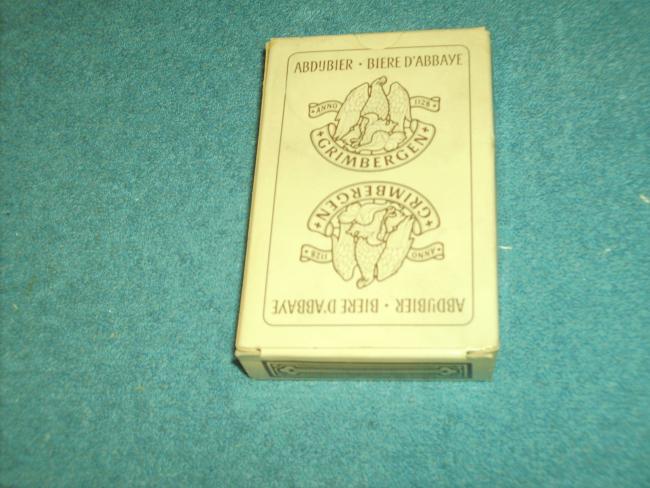 ABDIJBIER · BIERE D'ABBAYE
ANNO 1128
GRIMBERGEN
GRIMBERGEN
ANNO 1128
ABDIJBIER · BIERE D'ABBAYE